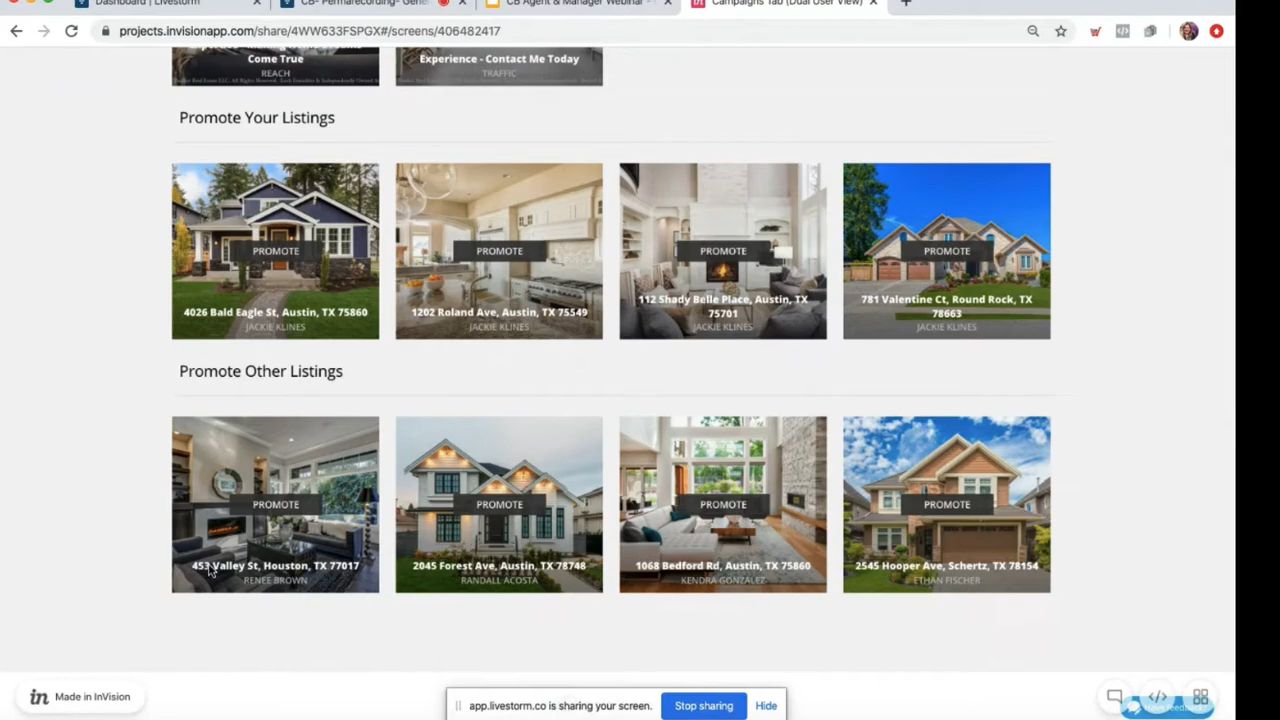 Dashboard | Livestorm
CB- Permarecording- Gene
CB Agent & Manager Webinar -
Campaigns Tab (Dual User View)
projects.invisionapp.com/share/4WW633FSPGX#/screens/406482417
Come True
REACH
Experience - Contact Me Today
TRAFFIC
Promote Your Listings
PROMOTE
4026 Bald Eagle St, Austin, TX 75860
JACKIE KLINES
PROMOTE
1202 Roland Ave, Austin, TX 75549
JACKIE KLINES
PROMOTE
112 Shady Belle Place, Austin, TX
75701
JACKIE KLINES
PROMOTE
781 Valentine Ct, Round Rock, TX
78663
JACKIE KLINES
Promote Other Listings
PROMOTE
453 Valley St, Houston, TX 77017
RENEE BROWN
PROMOTE
2045 Forest Ave, Austin, TX 78748
RANDALL ACOSTA
PROMOTE
1068 Bedford Rd, Austin, TX 75860
KENDRA GONZALEZ
PROMOTE
2545 Hooper Ave, Schertz, TX 78154
ETHAN FISCHER
in Made in InVision
app.livestorm.co is sharing your screen.
Stop sharing
Hide